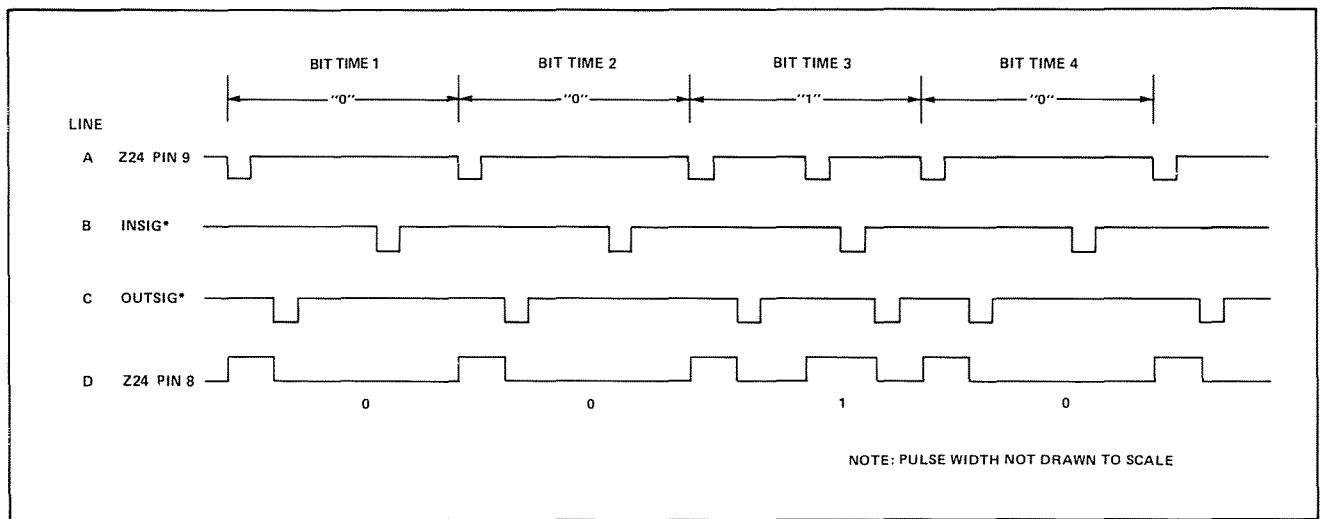 BIT TIME 1 BIT TIME 2 BIT TIME 3 BIT TIME 4
"0" "0" "1" "0"
LINE
A Z24 PIN 9
B INSIG*
C OUTSIG*
D Z24 PIN 8
0 0 1 0
NOTE: PULSE WIDTH NOT DRAWN TO SCALE